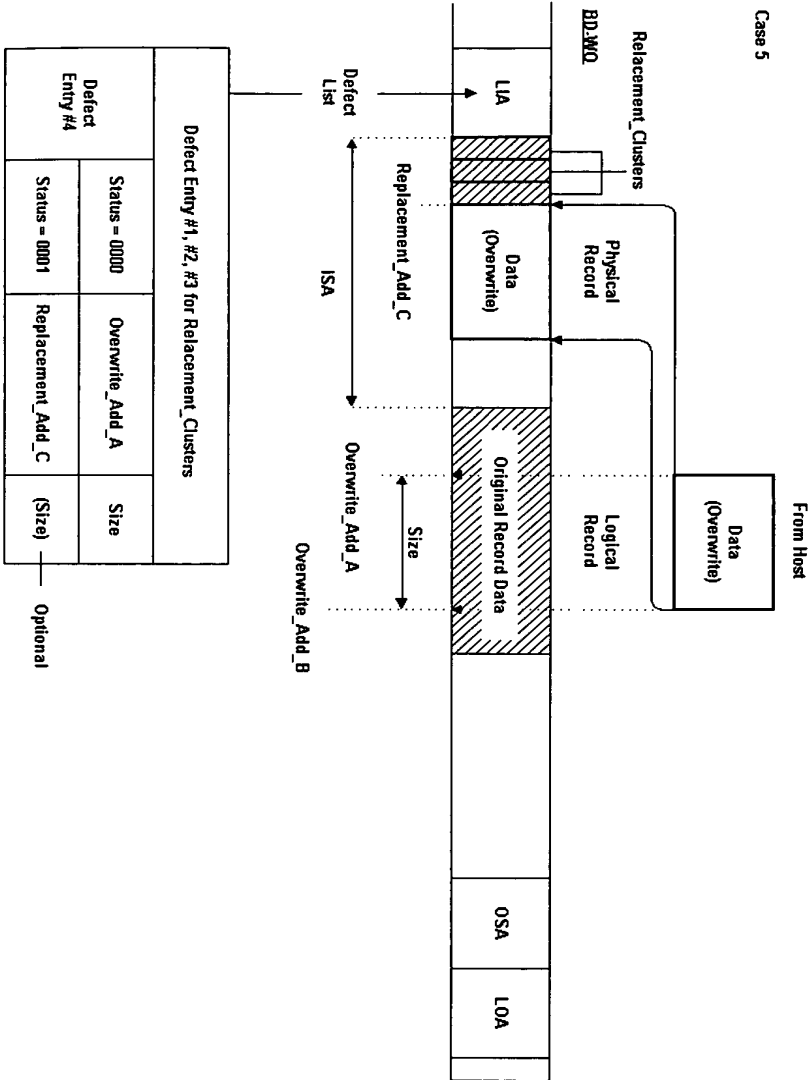 From Host
Case 5
Data
(Overwrite)
Relacement_Clusters
BD-WO
Physical
Record
Logical
Record
LIA
Data
(Overwrite)
Original Record Data
OSA
LOA
Replacement_Add_C
Size
Overwrite_Add_A
ISA
Overwrite_Add_B
Defect
List
Defect Entry #1, #2, #3 for Relacement_Clusters
Defect
Entry #4
Status = 0000
Overwrite_Add_A
Size
Status = 0001
Replacement_Add_C
(Size)
Optional